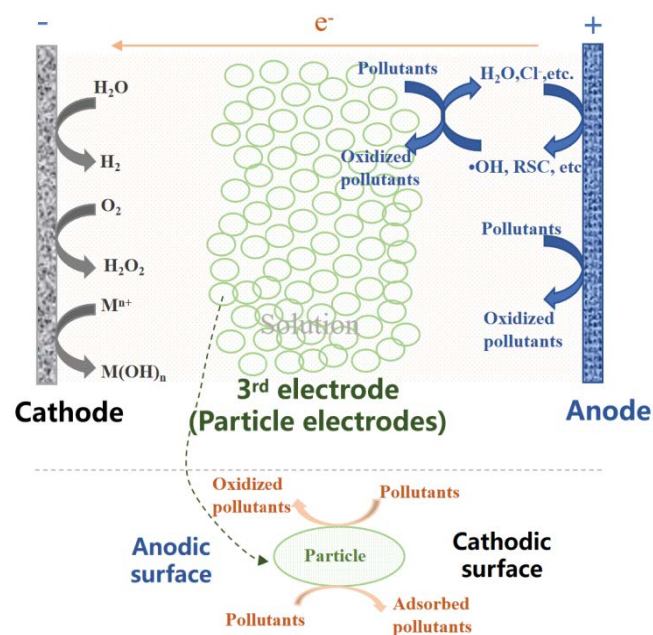 -
e⁻
+
H₂O
H₂
O₂
H₂O₂
Mⁿ⁺
M(OH)ₙ
Pollutants
H₂O,Cl⁻,etc.
Oxidized
pollutants
•OH, RSC, etc
Pollutants
Oxidized
pollutants
Solution
Cathode
3ʳᵈ electrode
(Particle electrodes)
Anode
Oxidized
pollutants
Pollutants
Anodic
surface
Particle
Cathodic
surface
Pollutants
Adsorbed
pollutants